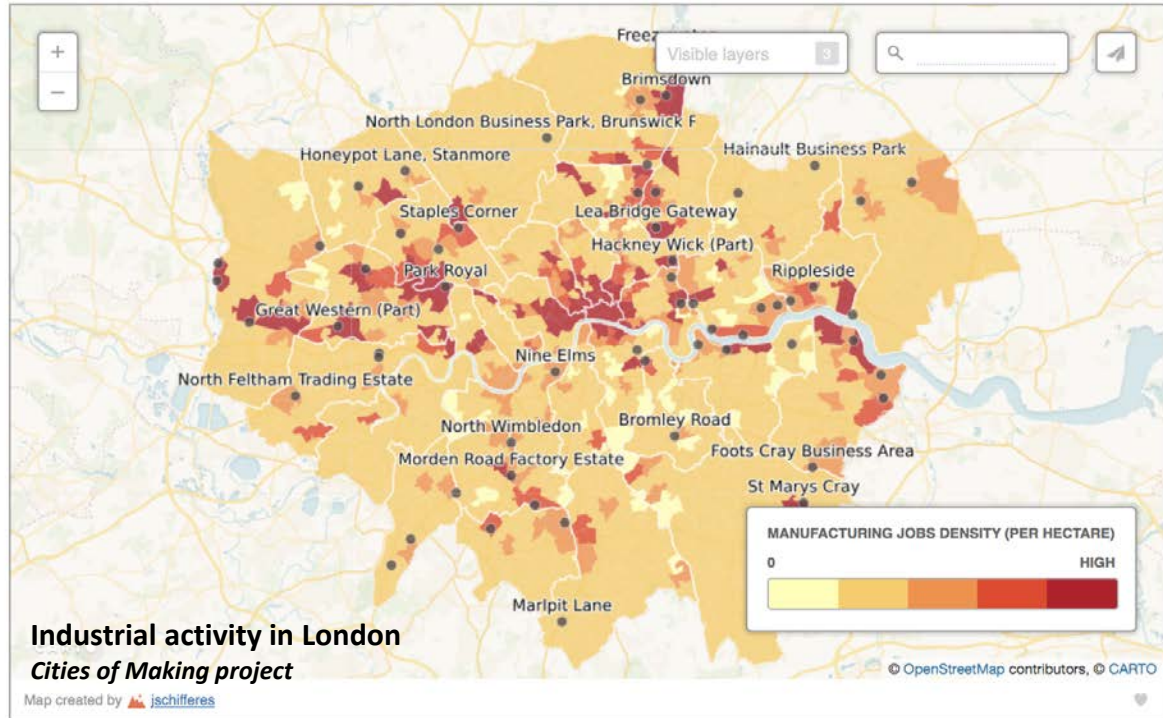 +
−
Visible layers 3
Brimsdown
North London Business Park, Brunswick F
Honeypot Lane, Stanmore
Hainault Business Park
Staples Corner
Lea Bridge Gateway
Hackney Wick (Part)
Park Royal
Rippleside
Great Western (Part)
Nine Elms
North Feltham Trading Estate
North Wimbledon
Bromley Road
Morden Road Factory Estate
Foots Cray Business Area
St Marys Cray
MANUFACTURING JOBS DENSITY (PER HECTARE)
0 HIGH
Marlpit Lane
Industrial activity in London
Cities of Making project
© OpenStreetMap contributors, © CARTO
Map created by jschifferes